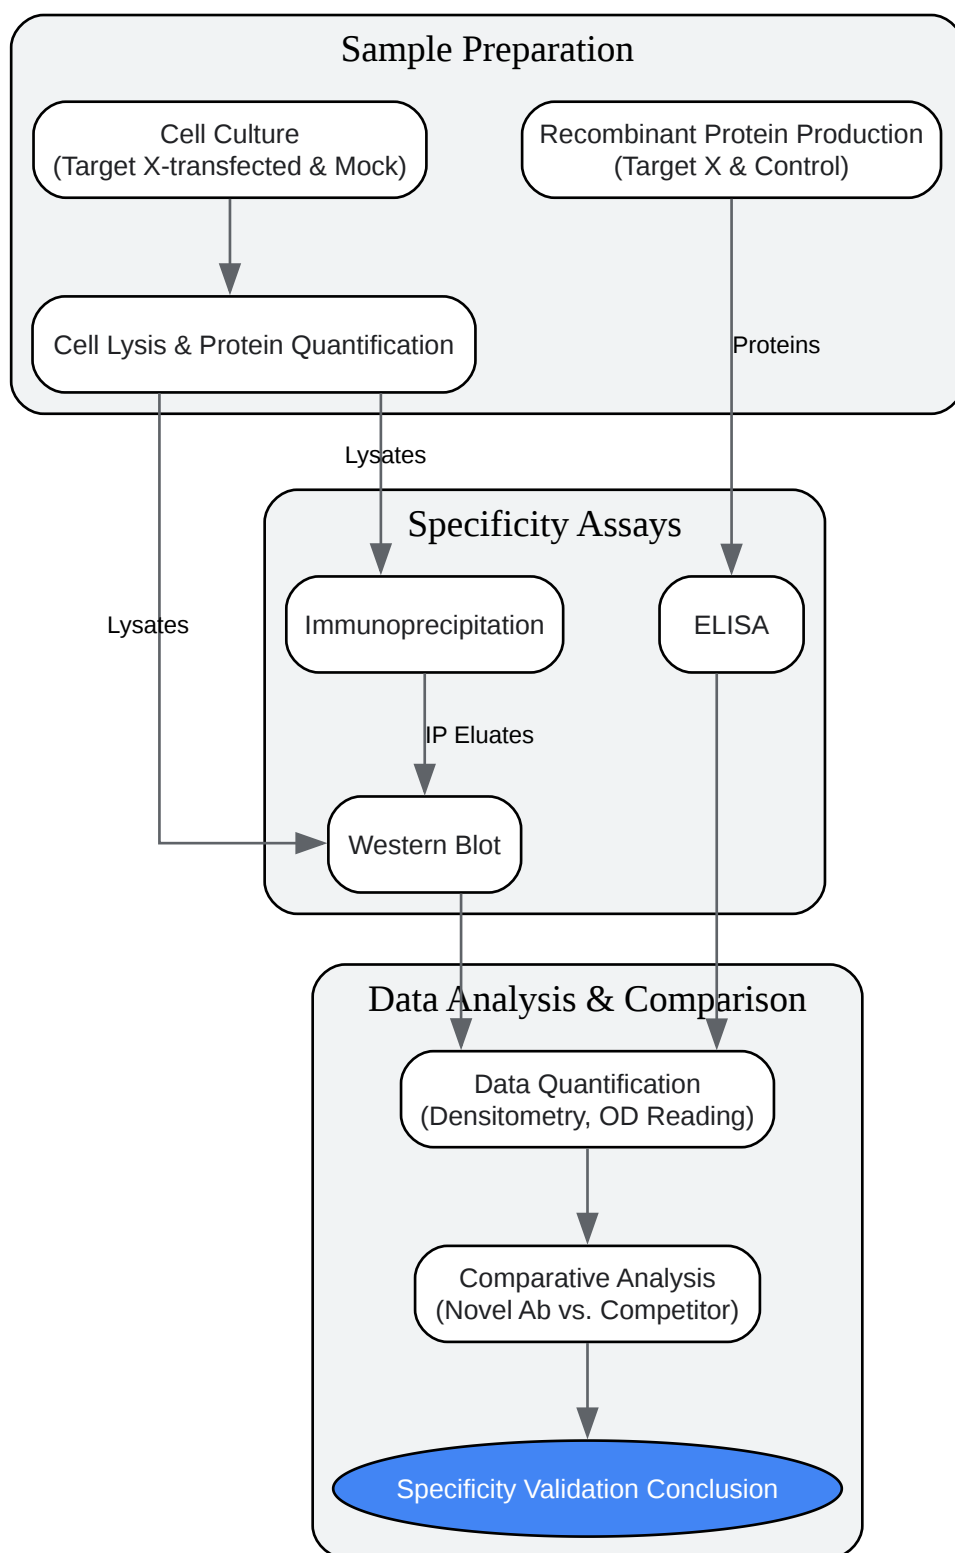 Sample Preparation
Cell Culture
(Target X-transfected & Mock)
Recombinant Protein Production
(Target X & Control)
Cell Lysis & Protein Quantification
Proteins
Lysates
Specificity Assays
Immunoprecipitation
ELISA
Lysates
IP Eluates
Western Blot
Data Analysis & Comparison
Data Quantification
(Densitometry, OD Reading)
Comparative Analysis
(Novel Ab vs. Competitor)
Specificity Validation Conclusion